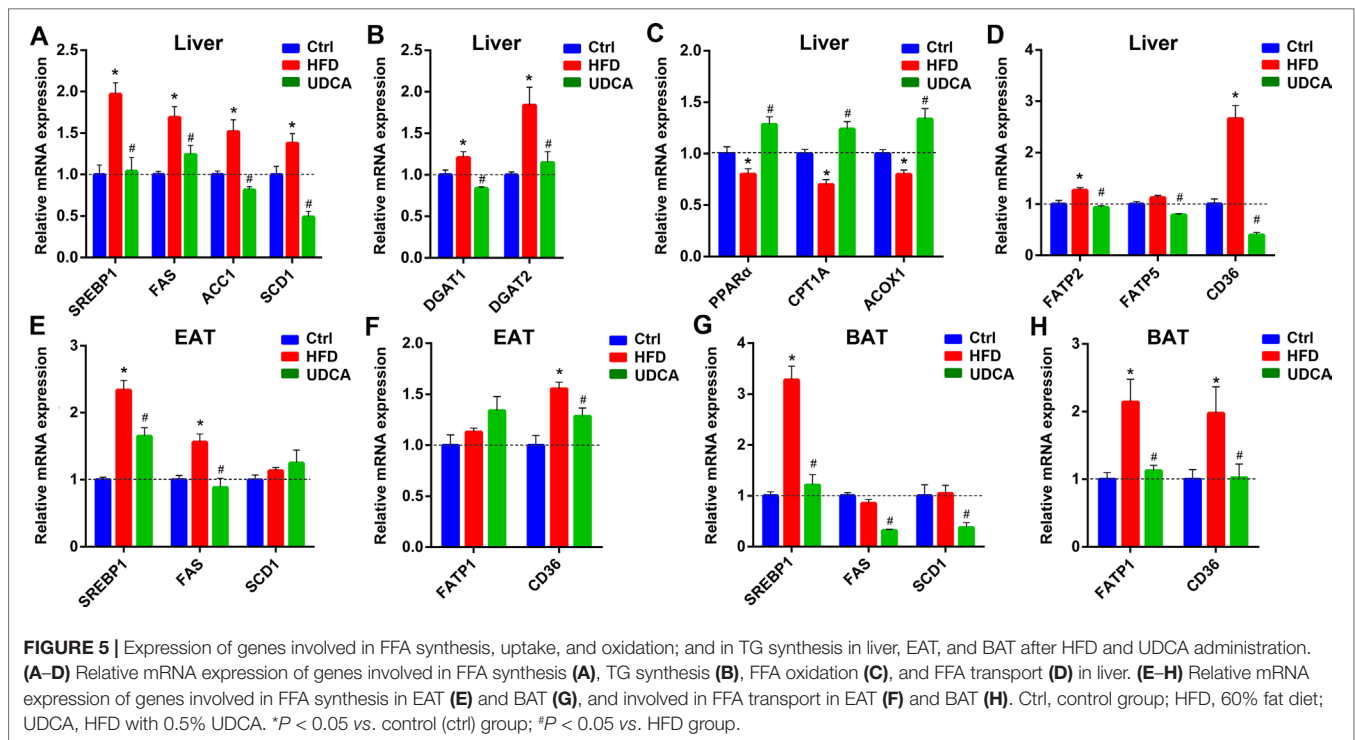 A
Liver
Ctrl
HFD
UDCA
Relative mRNA expression
2.5
2.0
1.5
1.0
0.5
0.0
*
#
*
#
*
#
*
#
SREBP1
FAS
ACC1
SCD1
B
Liver
Ctrl
HFD
UDCA
Relative mRNA expression
2.5
2.0
1.5
1.0
0.5
0.0
*
*
DGAT1
DGAT2
C
Liver
Ctrl
HFD
UDCA
Relative mRNA expression
2.0
1.5
1.0
0.5
0.0
*
#
*
#
*
#
PPARα
CPT1A
ACOX1
D
Liver
Ctrl
HFD
UDCA
Relative mRNA expression
4
3
2
1
0
*
#
#
*
#
FATP2
FATP5
CD36
E
EAT
Ctrl
HFD
UDCA
Relative mRNA expression
3
2
1
0
*
#
*
#
SREBP1
FAS
SCD1
F
EAT
Ctrl
HFD
UDCA
Relative mRNA expression
2.0
1.5
1.0
0.5
0.0
*
#
FATP1
CD36
G
BAT
Ctrl
HFD
UDCA
Relative mRNA expression
4
3
2
1
0
*
#
#
#
SREBP1
FAS
SCD1
H
BAT
Ctrl
HFD
UDCA
Relative mRNA expression
3
2
1
0
*
#
*
#
FATP1
CD36
FIGURE 5 | Expression of genes involved in FFA synthesis, uptake, and oxidation; and in TG synthesis in liver, EAT, and BAT after HFD and UDCA administration.
(A–D) Relative mRNA expression of genes involved in FFA synthesis (A), TG synthesis (B), FFA oxidation (C), and FFA transport (D) in liver. (E–H) Relative mRNA
expression of genes involved in FFA synthesis in EAT (E) and BAT (G), and involved in FFA transport in EAT (F) and BAT (H). Ctrl, control group; HFD, 60% fat diet;
UDCA, HFD with 0.5% UDCA. *P < 0.05 vs. control (ctrl) group; #P < 0.05 vs. HFD group.